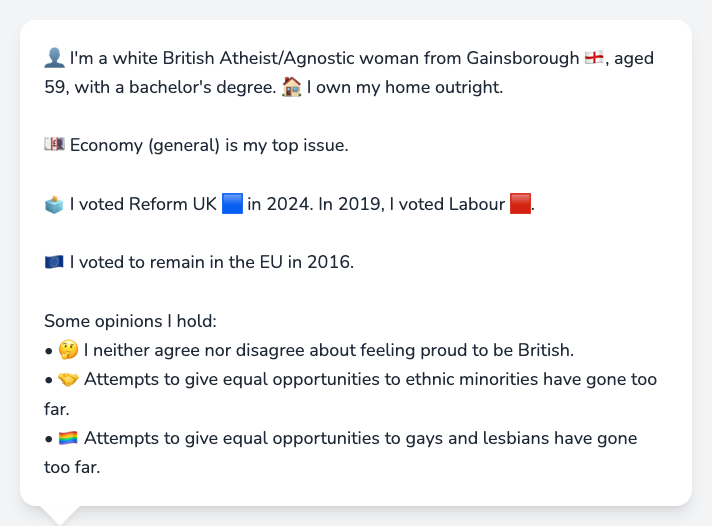 👤 I'm a white British Atheist/Agnostic woman from Gainsborough 🏴󠁧󠁢󠁥󠁮󠁧󠁿, aged
59, with a bachelor's degree. 🏠 I own my home outright.
💷 Economy (general) is my top issue.
🗳️ I voted Reform UK 🟦 in 2024. In 2019, I voted Labour 🟥.
🇪🇺 I voted to remain in the EU in 2016.
Some opinions I hold:
• 🤔 I neither agree nor disagree about feeling proud to be British.
• 🤝 Attempts to give equal opportunities to ethnic minorities have gone too
far.
• 🏳️‍🌈 Attempts to give equal opportunities to gays and lesbians have gone
too far.